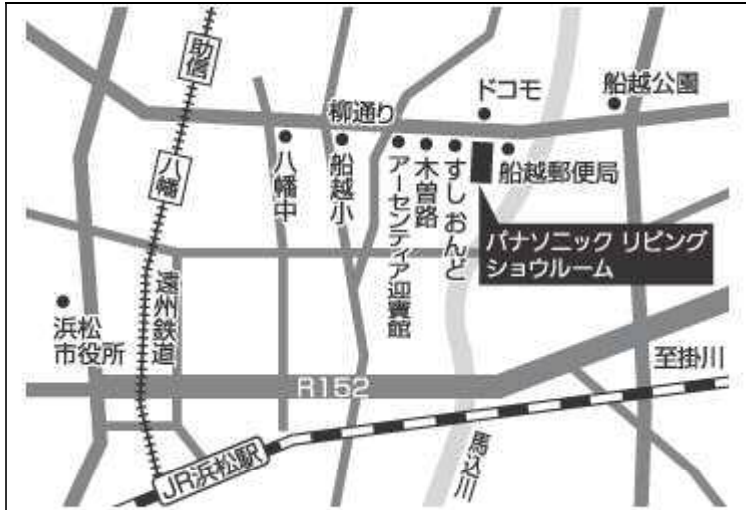 助信
ドコモ
船越公園
柳通り
八幡
八幡中
船越小
アーセンティア迎賓館
木曽路
すし おんど
船越郵便局
パナソニック リビング
ショウルーム
遠州鉄道
浜松
市役所
至掛川
R152
馬込川
JR浜松駅